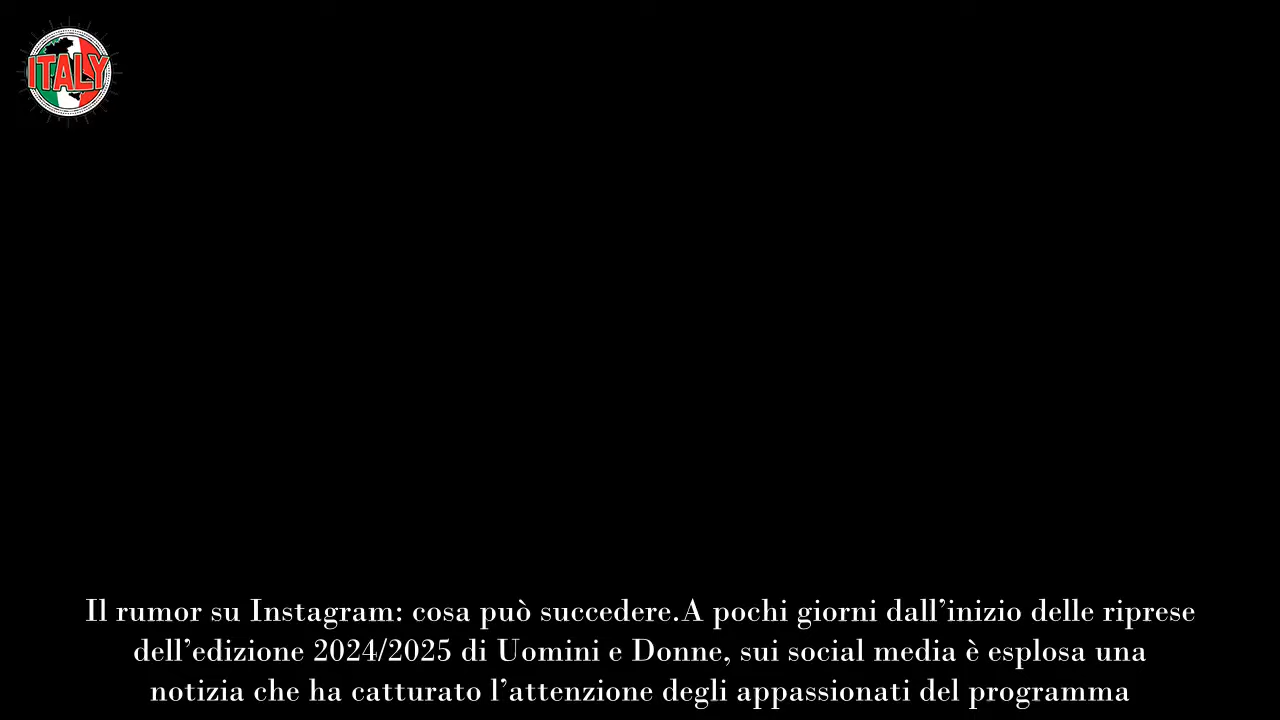 ITALY
Il rumor su Instagram: cosa può succedere.A pochi giorni dall’inizio delle riprese
dell’edizione 2024/2025 di Uomini e Donne, sui social media è esplosa una
notizia che ha catturato l’attenzione degli appassionati del programma